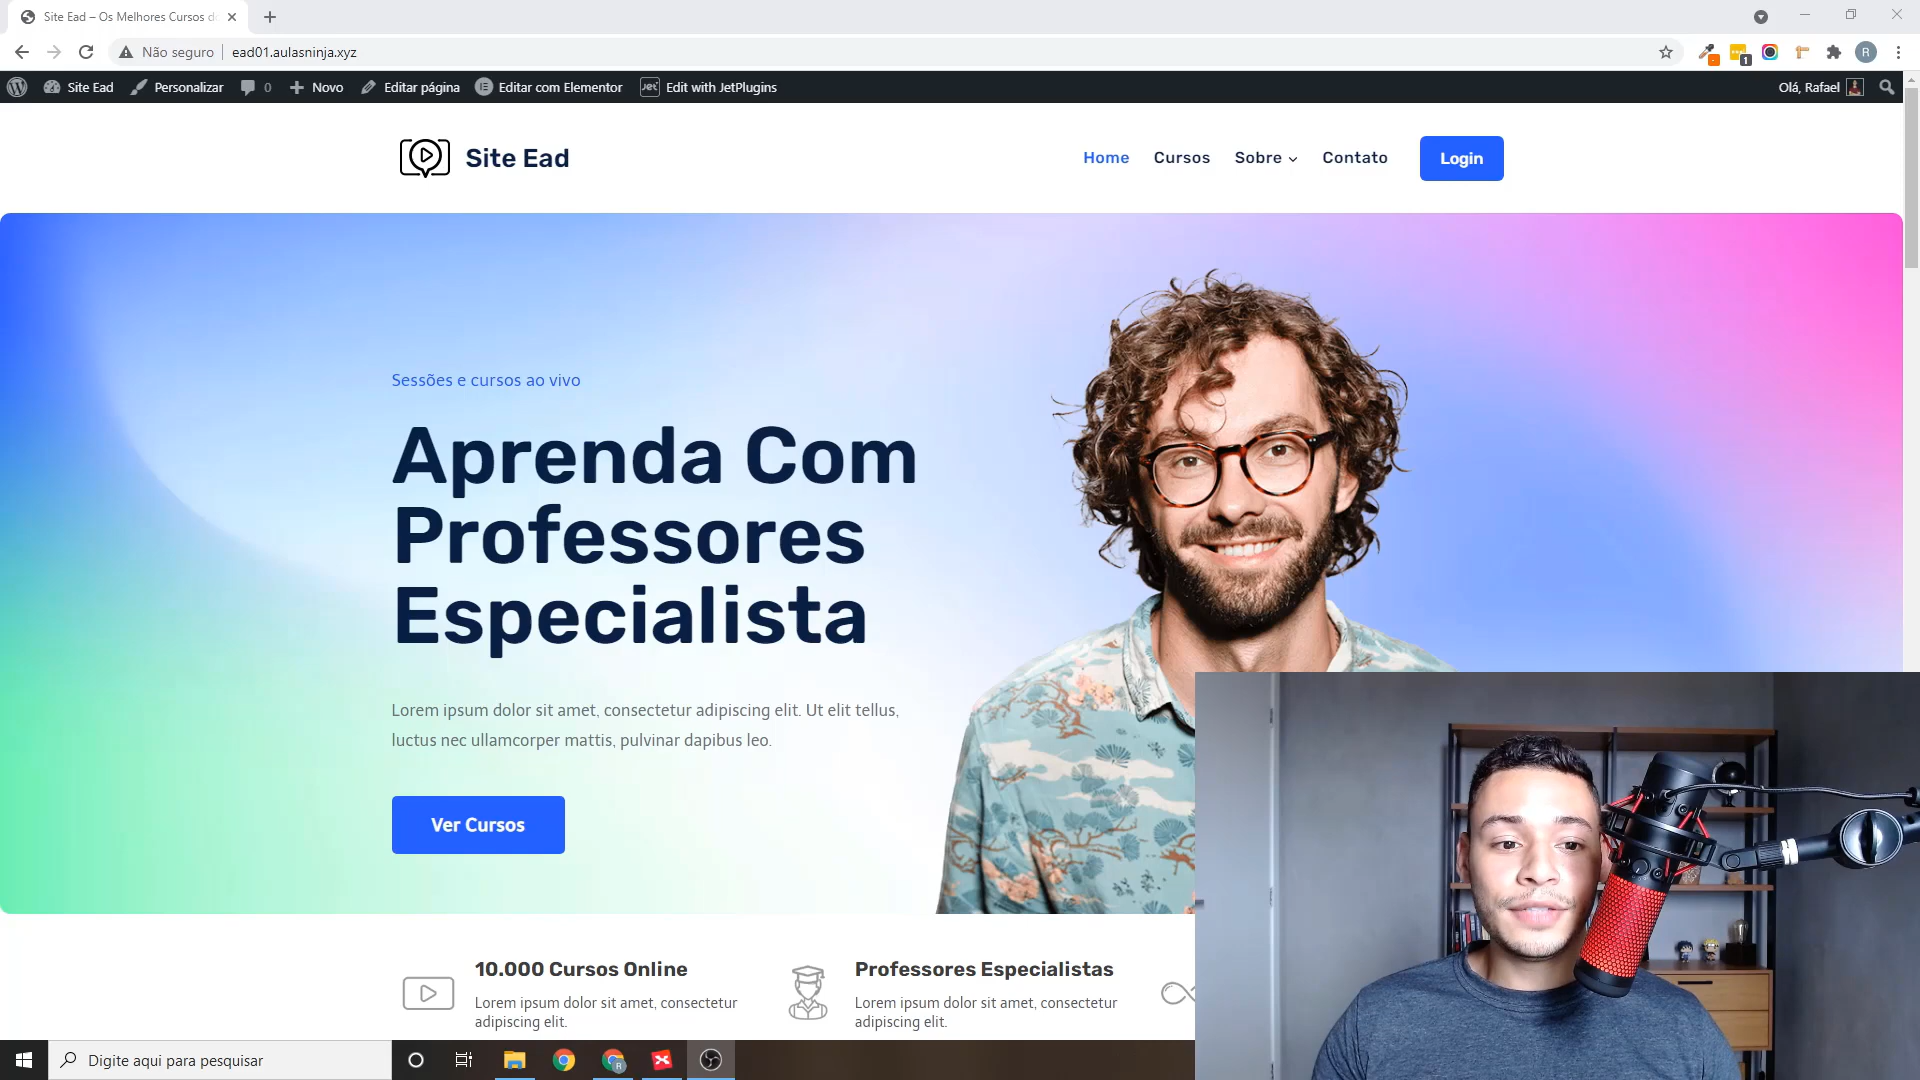 Site Ead – Os Melhores Cursos do
Não seguro
ead01.aulasninja.xyz
1
R
Site Ead
Personalizar
0
Novo
Editar página
Editar com Elementor
Jet
Edit with JetPlugins
Olá, Rafael
Site Ead
Home
Cursos
Sobre
Contato
Login
Sessões e cursos ao vivo
Aprenda Com
Professores
Especialista
Lorem ipsum dolor sit amet, consectetur adipiscing elit. Ut elit tellus,
luctus nec ullamcorper mattis, pulvinar dapibus leo.
Ver Cursos
10.000 Cursos Online
Lorem ipsum dolor sit amet, consectetur
adipiscing elit.
Professores Especialistas
Lorem ipsum dolor sit amet, consectetur
adipiscing elit.
Digite aqui para pesquisar
R